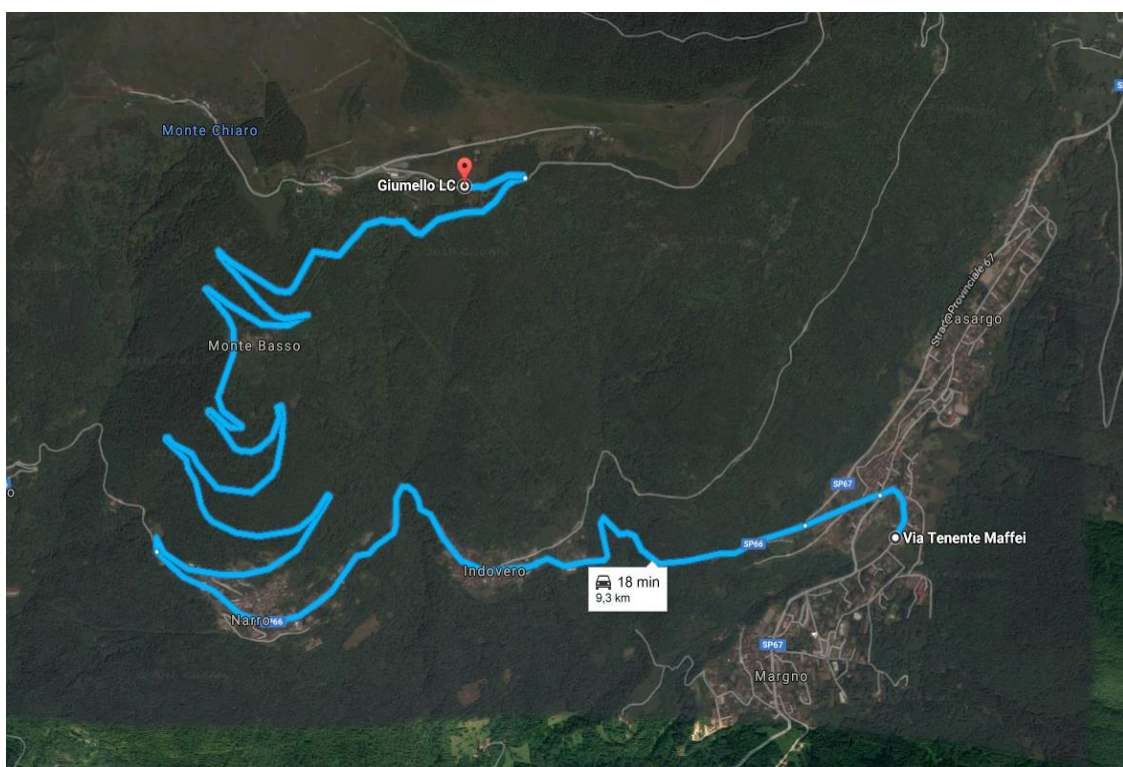 Monte Chiaro
Giumello LC
Strada Provinciale 67
Casargo
Monte Basso
SP67
Via Tenente Maffei
SP66
Indovero
18 min
9,3 km
Narro
SP66
SP67
Margno